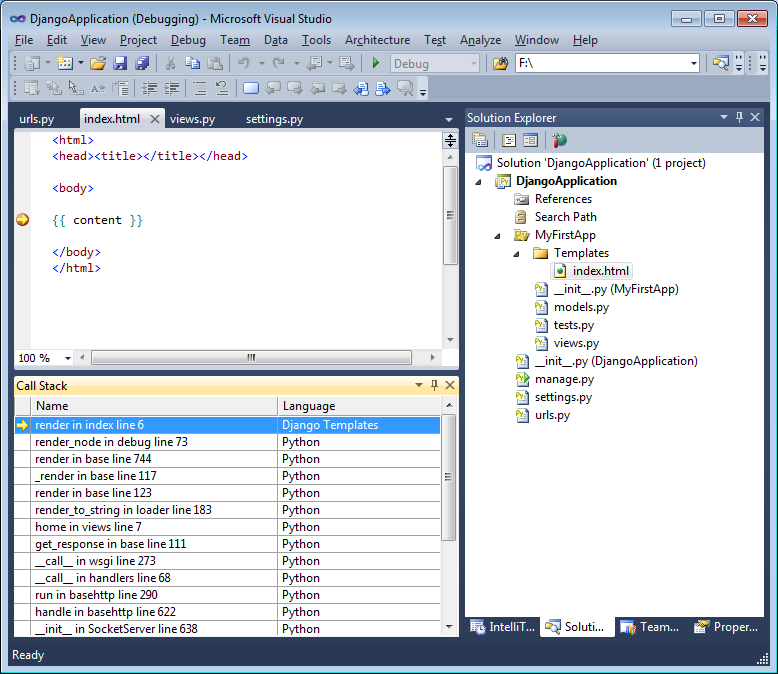 DjangoApplication (Debugging) - Microsoft Visual Studio
File Edit View Project Debug Team Data Tools Architecture Test Analyze Window Help
Debug F:\
urls.py index.html views.py settings.py
<html>
<head><title></title></head>
<body>
{{ content }}
</body>
</html>
100 %
Call Stack
Name Language
render in index line 6 Django Templates
render_node in debug line 73 Python
render in base line 744 Python
_render in base line 117 Python
render in base line 123 Python
render_to_string in loader line 183 Python
home in views line 7 Python
get_response in base line 111 Python
__call__ in wsgi line 273 Python
__call__ in handlers line 68 Python
run in basehttp line 290 Python
handle in basehttp line 622 Python
__init__ in SocketServer line 638 Python
Solution Explorer
Solution 'DjangoApplication' (1 project)
DjangoApplication
References
Search Path
MyFirstApp
Templates
index.html
__init__.py (MyFirstApp)
models.py
tests.py
views.py
__init__.py (DjangoApplication)
manage.py
settings.py
urls.py
IntelliT... Soluti... Team... Proper...
Ready